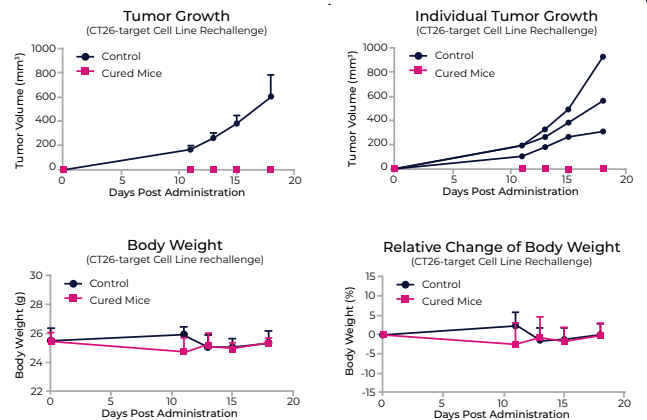 Tumor Growth
(CT26-target Cell Line Rechallenge)
Tumor Volume (mm³)
1000
800
600
400
200
0
Control
Cured Mice
0 5 10 15 20
Days Post Administration
Individual Tumor Growth
(CT26-target Cell Line Rechallenge)
Tumor Volume (mm³)
1000
800
600
400
200
0
Control
Cured Mice
0 5 10 15 20
Days Post Administration
Body Weight
(CT26-target Cell Line rechallenge)
Body Weight (g)
30
28
26
24
22
Control
Cured Mice
0 5 10 15 20
Days Post Administration
Relative Change of Body Weight
(CT26-target Cell Line Rechallenge)
Body Weight (%)
15
10
5
0
-5
-10
-15
Control
Cured Mice
0 5 10 15 20
Days Post Administration